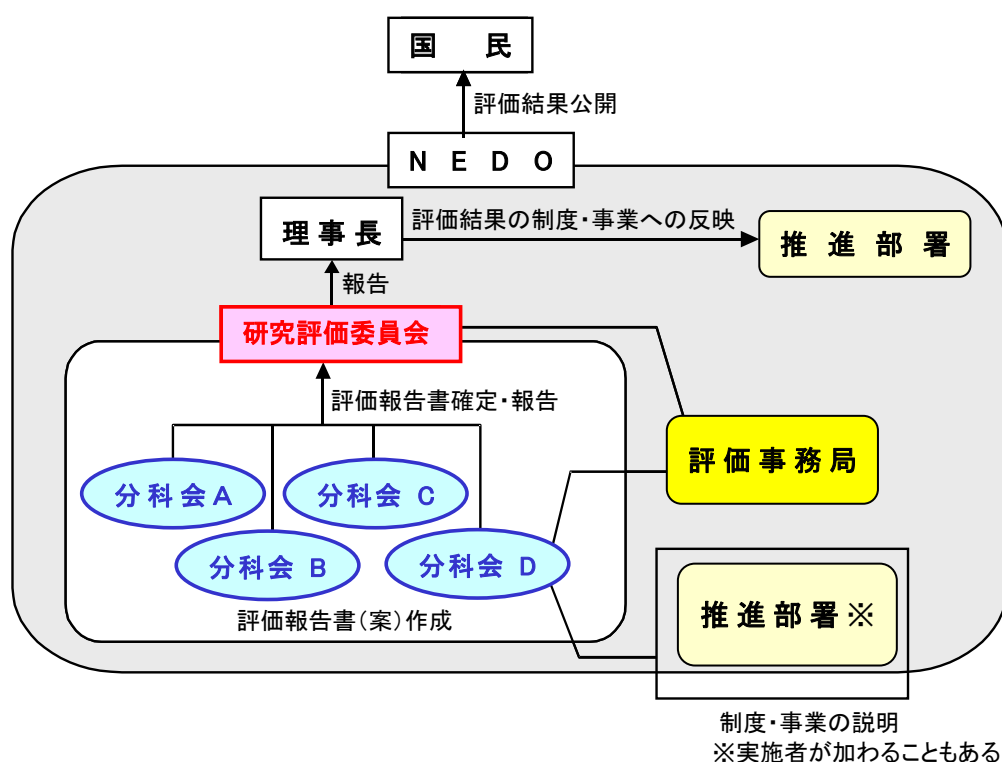 国　民
評価結果公開
ＮＥＤＯ
理事長
評価結果の制度・事業への反映
推進部署
報告
研究評価委員会
評価報告書確定・報告
評価事務局
分科会A
分科会 C
分科会 B
分科会 D
推進部署※
評価報告書（案）作成
制度・事業の説明
※実施者が加わることもある